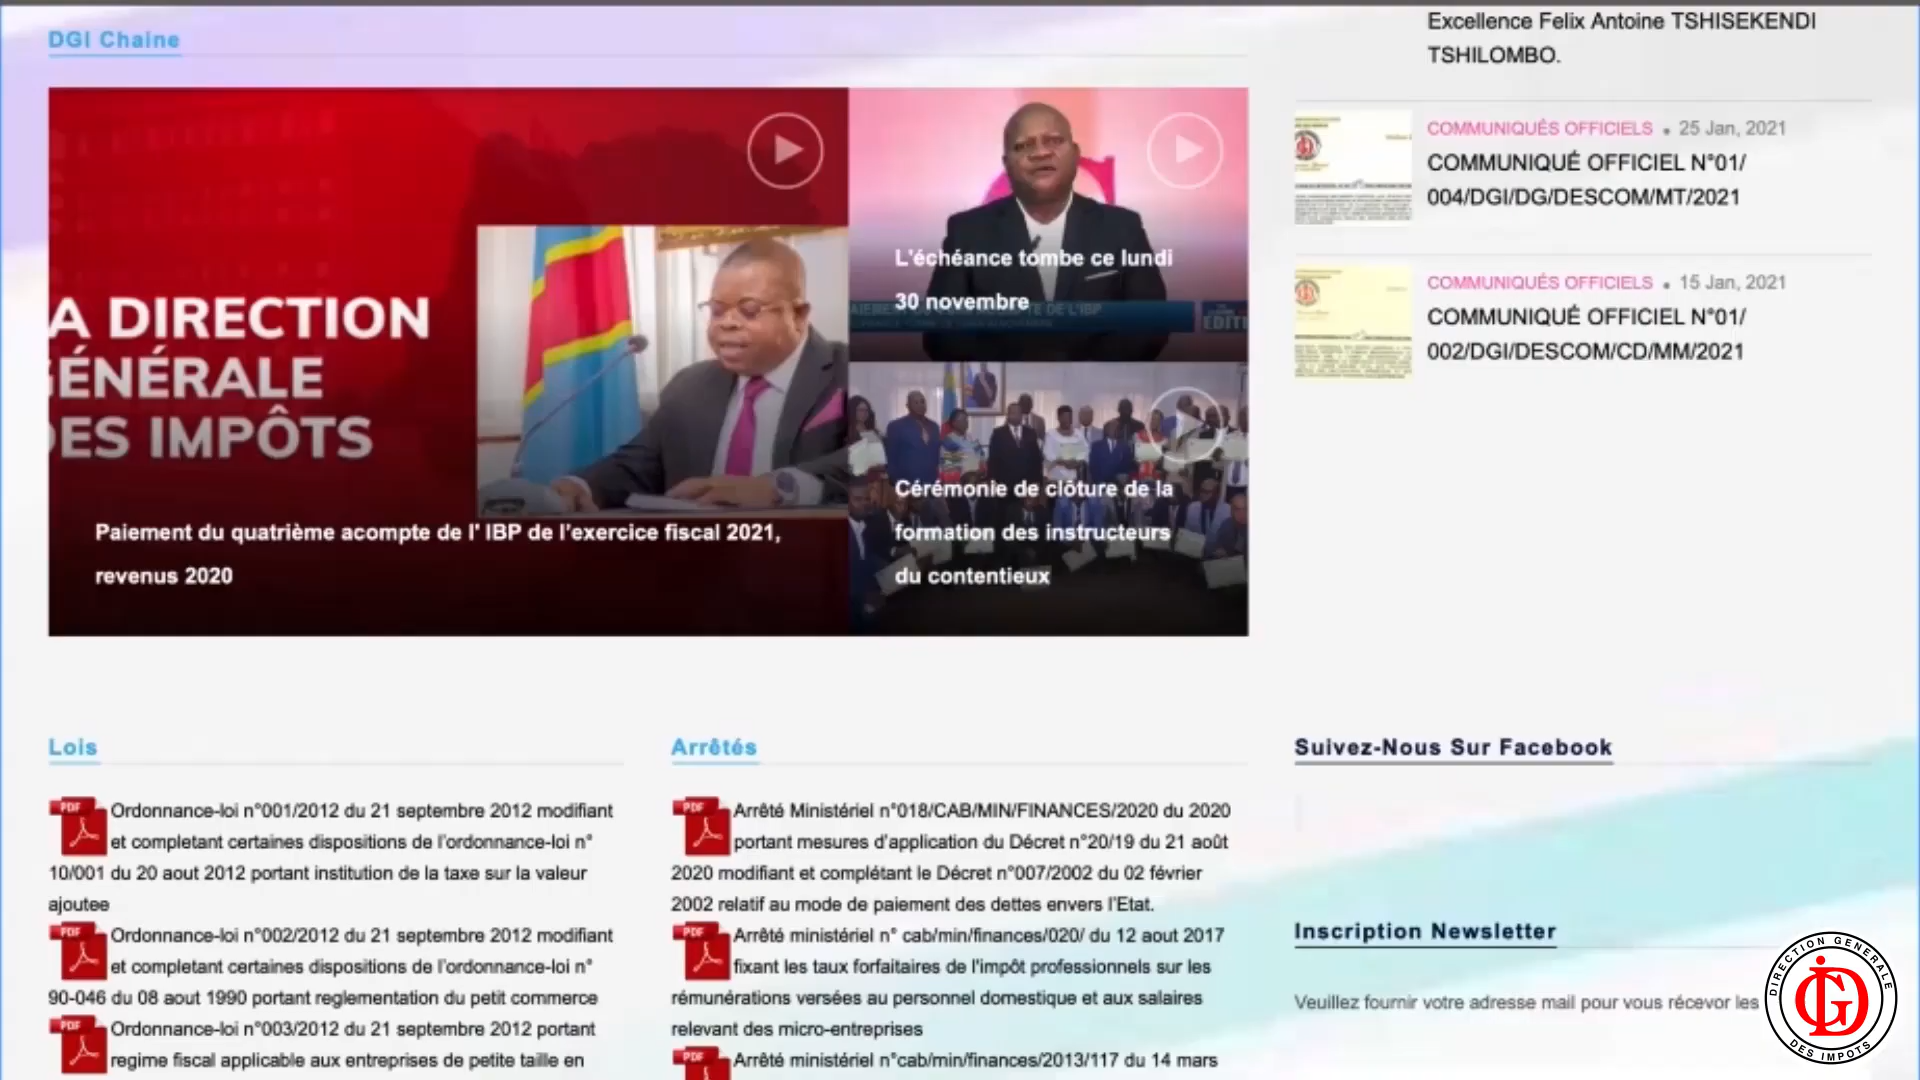 DGI Chaine
Excellence Felix Antoine TSHISEKENDI
TSHILOMBO.
COMMUNIQUÉS OFFICIELS • 25 Jan, 2021
COMMUNIQUÉ OFFICIEL N°01/
004/DGI/DG/DESCOM/MT/2021
COMMUNIQUÉS OFFICIELS • 15 Jan, 2021
COMMUNIQUÉ OFFICIEL N°01/
002/DGI/DESCOM/CD/MM/2021
A DIRECTION
GÉNÉRALE
DES IMPÔTS
Paiement du quatrième acompte de l' IBP de l'exercice fiscal 2021,
revenus 2020
L'échéance tombe ce lundi
30 novembre
Cérémonie de clôture de la
formation des instructeurs
du contentieux
Lois
PDF Ordonnance-loi n°001/2012 du 21 septembre 2012 modifiant
et completant certaines dispositions de l'ordonnance-loi n°
10/001 du 20 aout 2012 portant institution de la taxe sur la valeur
ajoutee
PDF Ordonnance-loi n°002/2012 du 21 septembre 2012 modifiant
et completant certaines dispositions de l'ordonnance-loi n°
90-046 du 08 aout 1990 portant reglementation du petit commerce
PDF Ordonnance-loi n°003/2012 du 21 septembre 2012 portant
regime fiscal applicable aux entreprises de petite taille en
Arrêtés
PDF Arrêté Ministériel n°018/CAB/MIN/FINANCES/2020 du 2020
portant mesures d'application du Décret n°20/19 du 21 août
2020 modifiant et complétant le Décret n°007/2002 du 02 février
2002 relatif au mode de paiement des dettes envers l'Etat.
PDF Arrêté ministériel n° cab/min/finances/020/ du 12 aout 2017
fixant les taux forfaitaires de l'impôt professionnels sur les
rémunérations versées au personnel domestique et aux salaires
relevant des micro-entreprises
PDF Arrêté ministériel n°cab/min/finances/2013/117 du 14 mars
Suivez-Nous Sur Facebook
Inscription Newsletter
Veuillez fournir votre adresse mail pour vous récevor les
DIRECTION GENERALE
DGI
DES IMPOTS